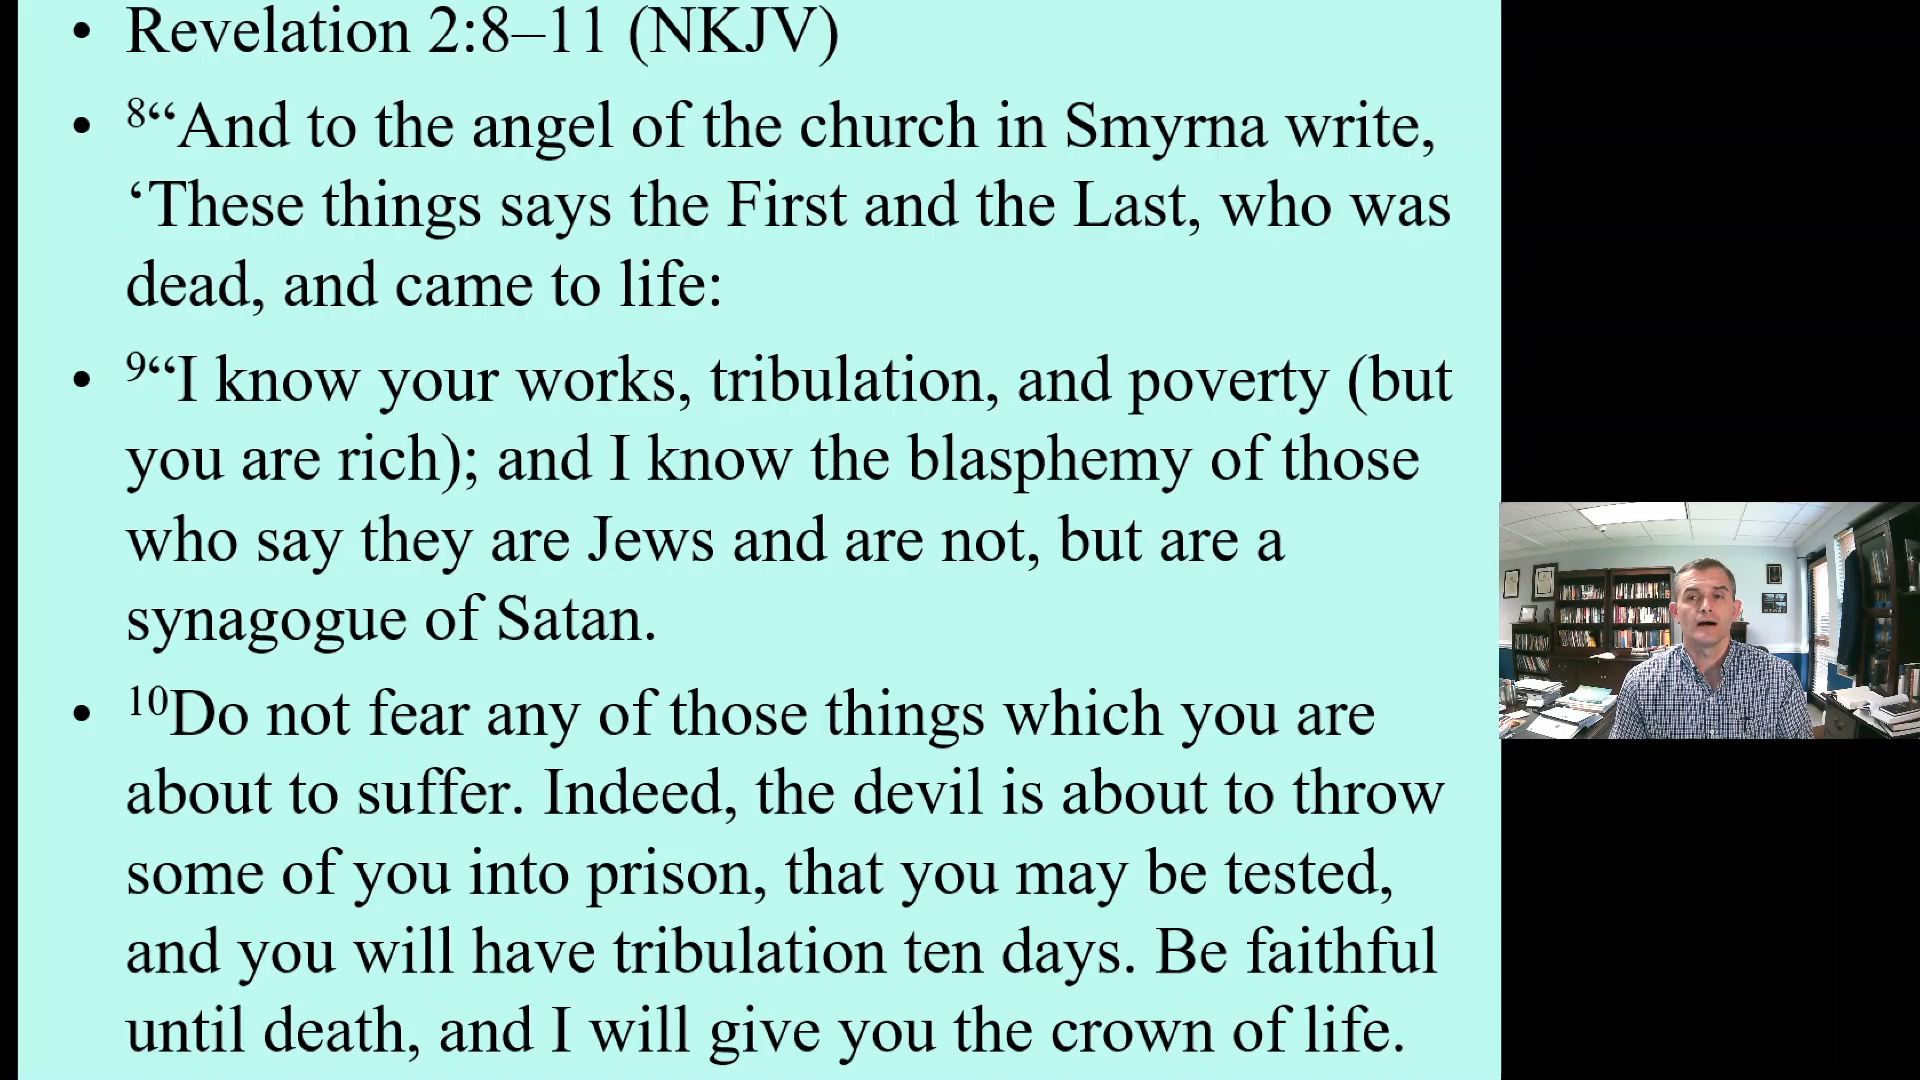 • Revelation 2:8–11 (NKJV)
• ⁸“And to the angel of the church in Smyrna write,
‘These things says the First and the Last, who was
dead, and came to life:
• ⁹“I know your works, tribulation, and poverty (but
you are rich); and I know the blasphemy of those
who say they are Jews and are not, but are a
synagogue of Satan.
• ¹⁰Do not fear any of those things which you are
about to suffer. Indeed, the devil is about to throw
some of you into prison, that you may be tested,
and you will have tribulation ten days. Be faithful
until death, and I will give you the crown of life.